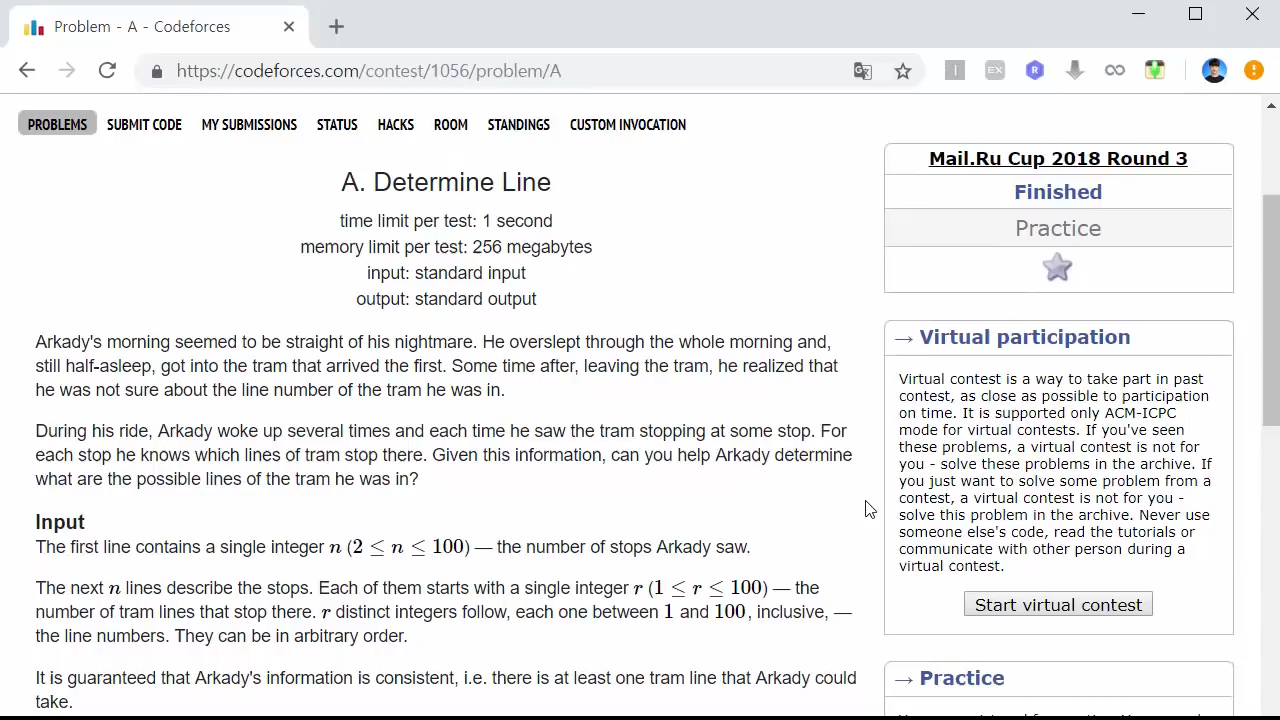 Problem - A - Codeforces
https://codeforces.com/contest/1056/problem/A
EX
R
PROBLEMS SUBMIT CODE MY SUBMISSIONS STATUS HACKS ROOM STANDINGS CUSTOM INVOCATION
A. Determine Line
time limit per test: 1 second
memory limit per test: 256 megabytes
input: standard input
output: standard output
Arkady's morning seemed to be straight of his nightmare. He overslept through the whole morning and,
still half-asleep, got into the tram that arrived the first. Some time after, leaving the tram, he realized that
he was not sure about the line number of the tram he was in.
During his ride, Arkady woke up several times and each time he saw the tram stopping at some stop. For
each stop he knows which lines of tram stop there. Given this information, can you help Arkady determine
what are the possible lines of the tram he was in?
Input
The first line contains a single integer n (2 ≤ n ≤ 100) — the number of stops Arkady saw.
The next n lines describe the stops. Each of them starts with a single integer r (1 ≤ r ≤ 100) — the
number of tram lines that stop there. r distinct integers follow, each one between 1 and 100, inclusive, —
the line numbers. They can be in arbitrary order.
It is guaranteed that Arkady's information is consistent, i.e. there is at least one tram line that Arkady could
take.
Mail.Ru Cup 2018 Round 3
Finished
Practice
→ Virtual participation
Virtual contest is a way to take part in past
contest, as close as possible to participation
on time. It is supported only ACM-ICPC
mode for virtual contests. If you've seen
these problems, a virtual contest is not for
you - solve these problems in the archive. If
you just want to solve some problem from a
contest, a virtual contest is not for you -
solve this problem in the archive. Never use
someone else's code, read the tutorials or
communicate with other person during a
virtual contest.
Start virtual contest
→ Practice